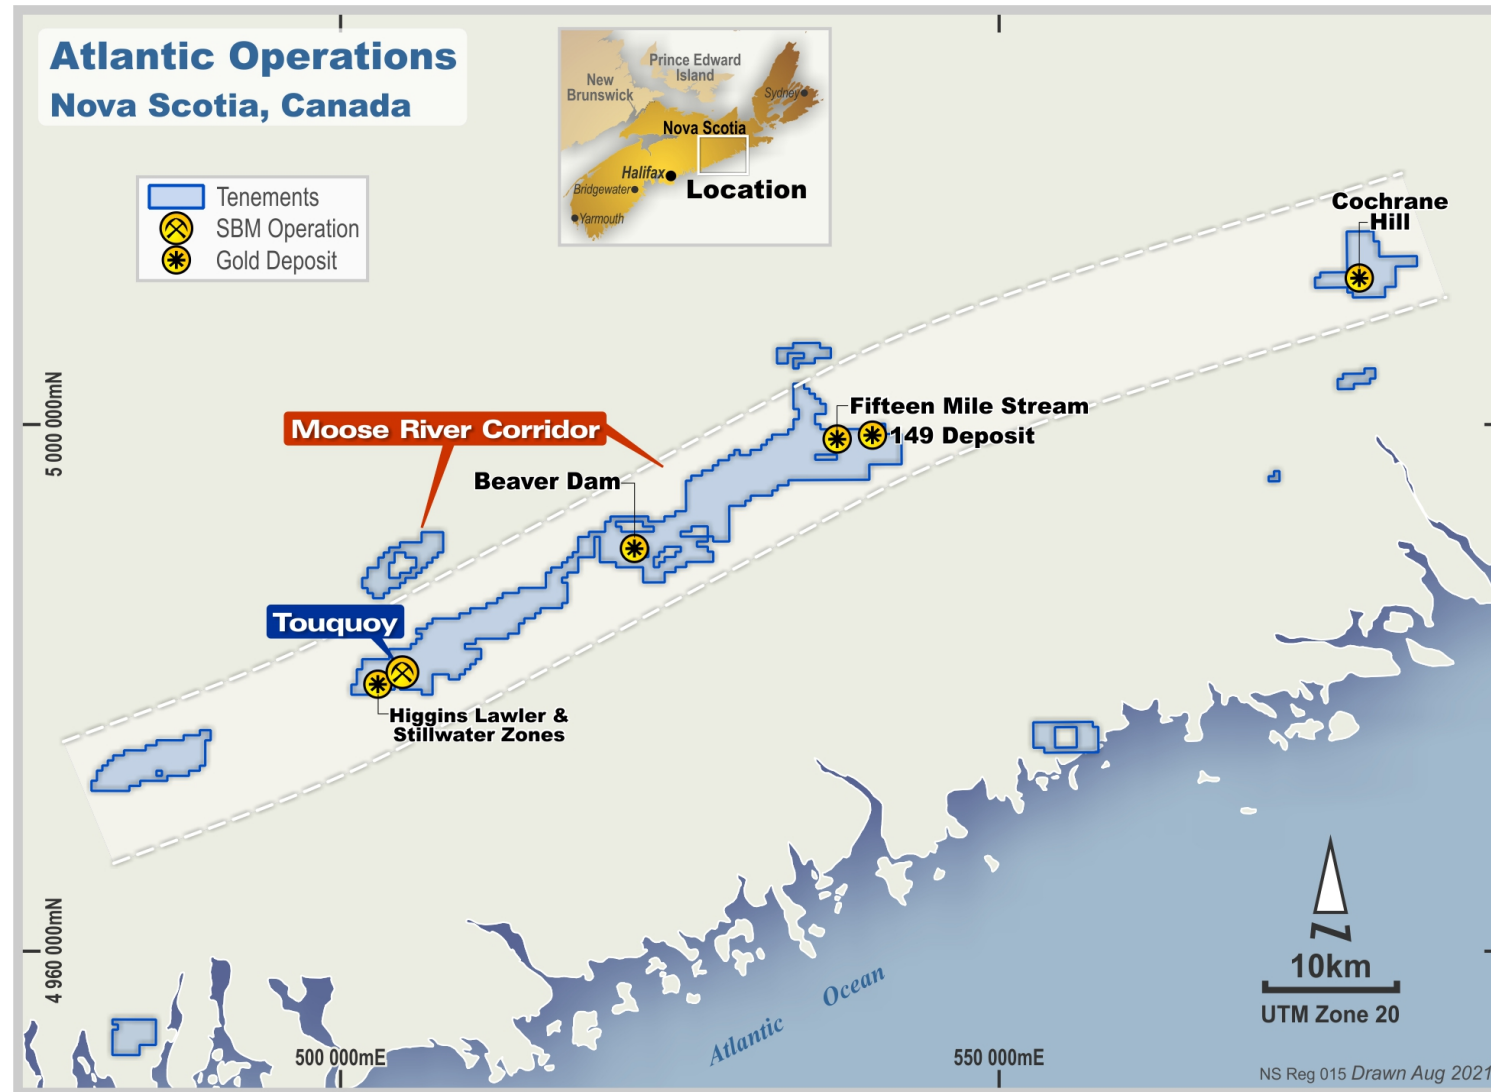 Atlantic Operations
Nova Scotia, Canada
Tenements
SBM Operation
Gold Deposit
Prince Edward
Island
New
Brunswick
Sydney
Nova Scotia
Halifax
Bridgewater
Location
Yarmouth
Cochrane
Hill
5 000 000mN
Fifteen Mile Stream
149 Deposit
Moose River Corridor
Beaver Dam
Touquoy
Higgins Lawler &
Stillwater Zones
4 960 000mN
N
10km
UTM Zone 20
Atlantic Ocean
500 000mE
550 000mE
NS Reg 015 Drawn Aug 2021